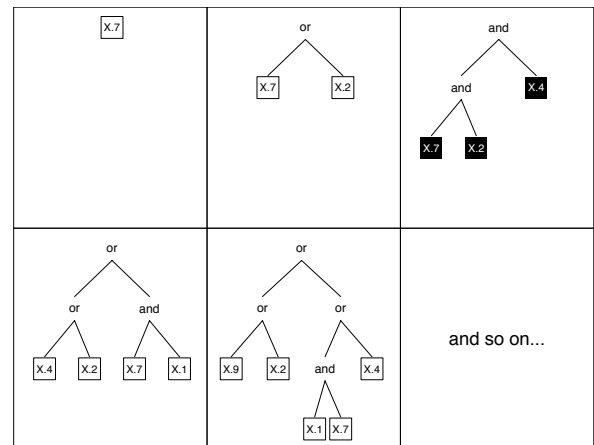 X.7
or
X.7 X.2
and
and X.4
X.7 X.2
or
or and
X.4 X.2 X.7 X.1
or
or or
X.9 X.2 and X.4
X.1 X.7
and so on...